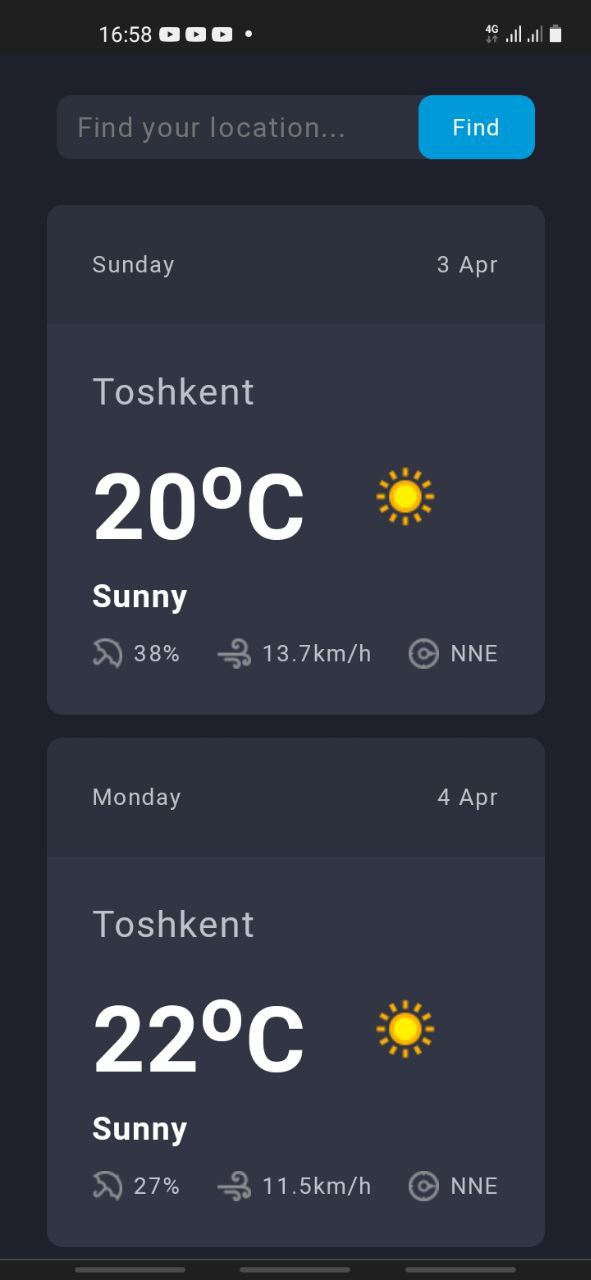 16:58
4G
Find your location...
Find
Sunday 3 Apr
Toshkent
20°C
Sunny
38% 13.7km/h NNE
Monday 4 Apr
Toshkent
22°C
Sunny
27% 11.5km/h NNE